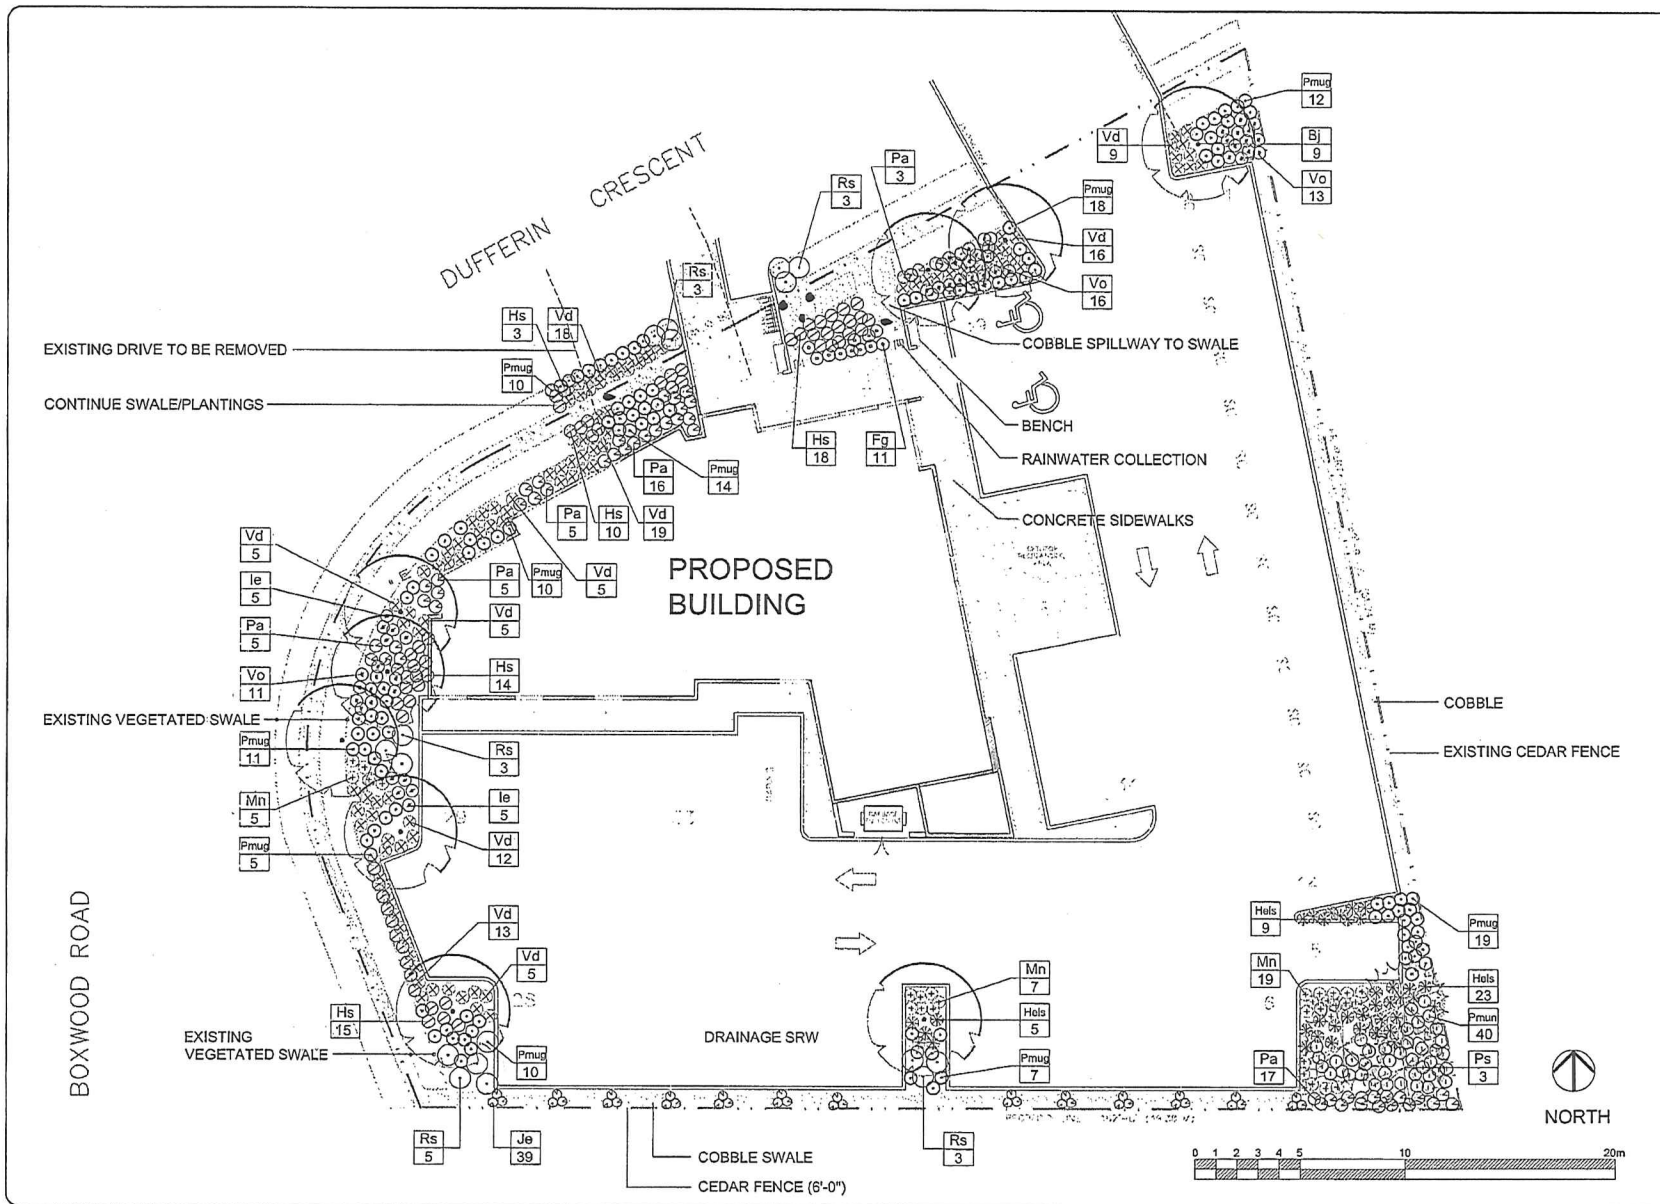 Pmug
12
Vd
9
Bj
9
Vo
13
Pa
3
Rs
3
Pmug
18
Vd
16
Vo
16
DUFFERIN CRESCENT
Rs
3
Hs
3
Vd
18
EXISTING DRIVE TO BE REMOVED
Pmug
10
CONTINUE SWALE/PLANTINGS
COBBLE SPILLWAY TO SWALE
BENCH
RAINWATER COLLECTION
CONCRETE SIDEWALKS
Hs
18
Fg
11
Pa
16
Pmug
14
Pa
5
Hs
10
Vd
19
Vd
5
Ie
5
Pa
5
Pmug
10
Vd
5
PROPOSED
BUILDING
Pa
5
Vd
5
Vo
11
Hs
14
EXISTING VEGETATED SWALE
COBBLE
EXISTING CEDAR FENCE
Pmug
11
Rs
3
Mn
5
Ie
5
Pmug
5
Vd
12
BOXWOOD ROAD
Vd
13
Vd
5
Hels
9
Pmug
19
Mn
19
Hels
23
Mn
7
Hels
5
Pmun
40
Hs
15
EXISTING
VEGETATED SWALE
DRAINAGE SRW
Pmug
10
Pmug
7
Pa
17
Ps
3
NORTH
Rs
5
Je
39
Rs
3
COBBLE SWALE
CEDAR FENCE (6'-0")
0 1 2 3 4 5 10 20m